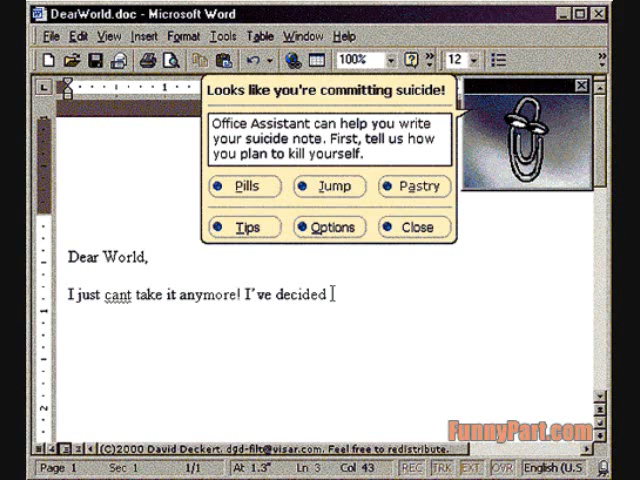 DearWorld.doc - Microsoft Word
File Edit View Insert Format Tools Table Window Help
100% 12
Looks like you're committing suicide!
Office Assistant can help you write
your suicide note. First, tell us how
you plan to kill yourself.
Pills Jump Pastry
Tips Options Close
Dear World,
I just cant take it anymore! I've decided
FunnyPart.com
(C)2000 David Deckert. dgd-filt@visar.com. Feel free to redistribute.
Page 1 Sec 1 1/1 At 1.3" Ln 3 Col 43 REC TRK EXT OVR English (U.S